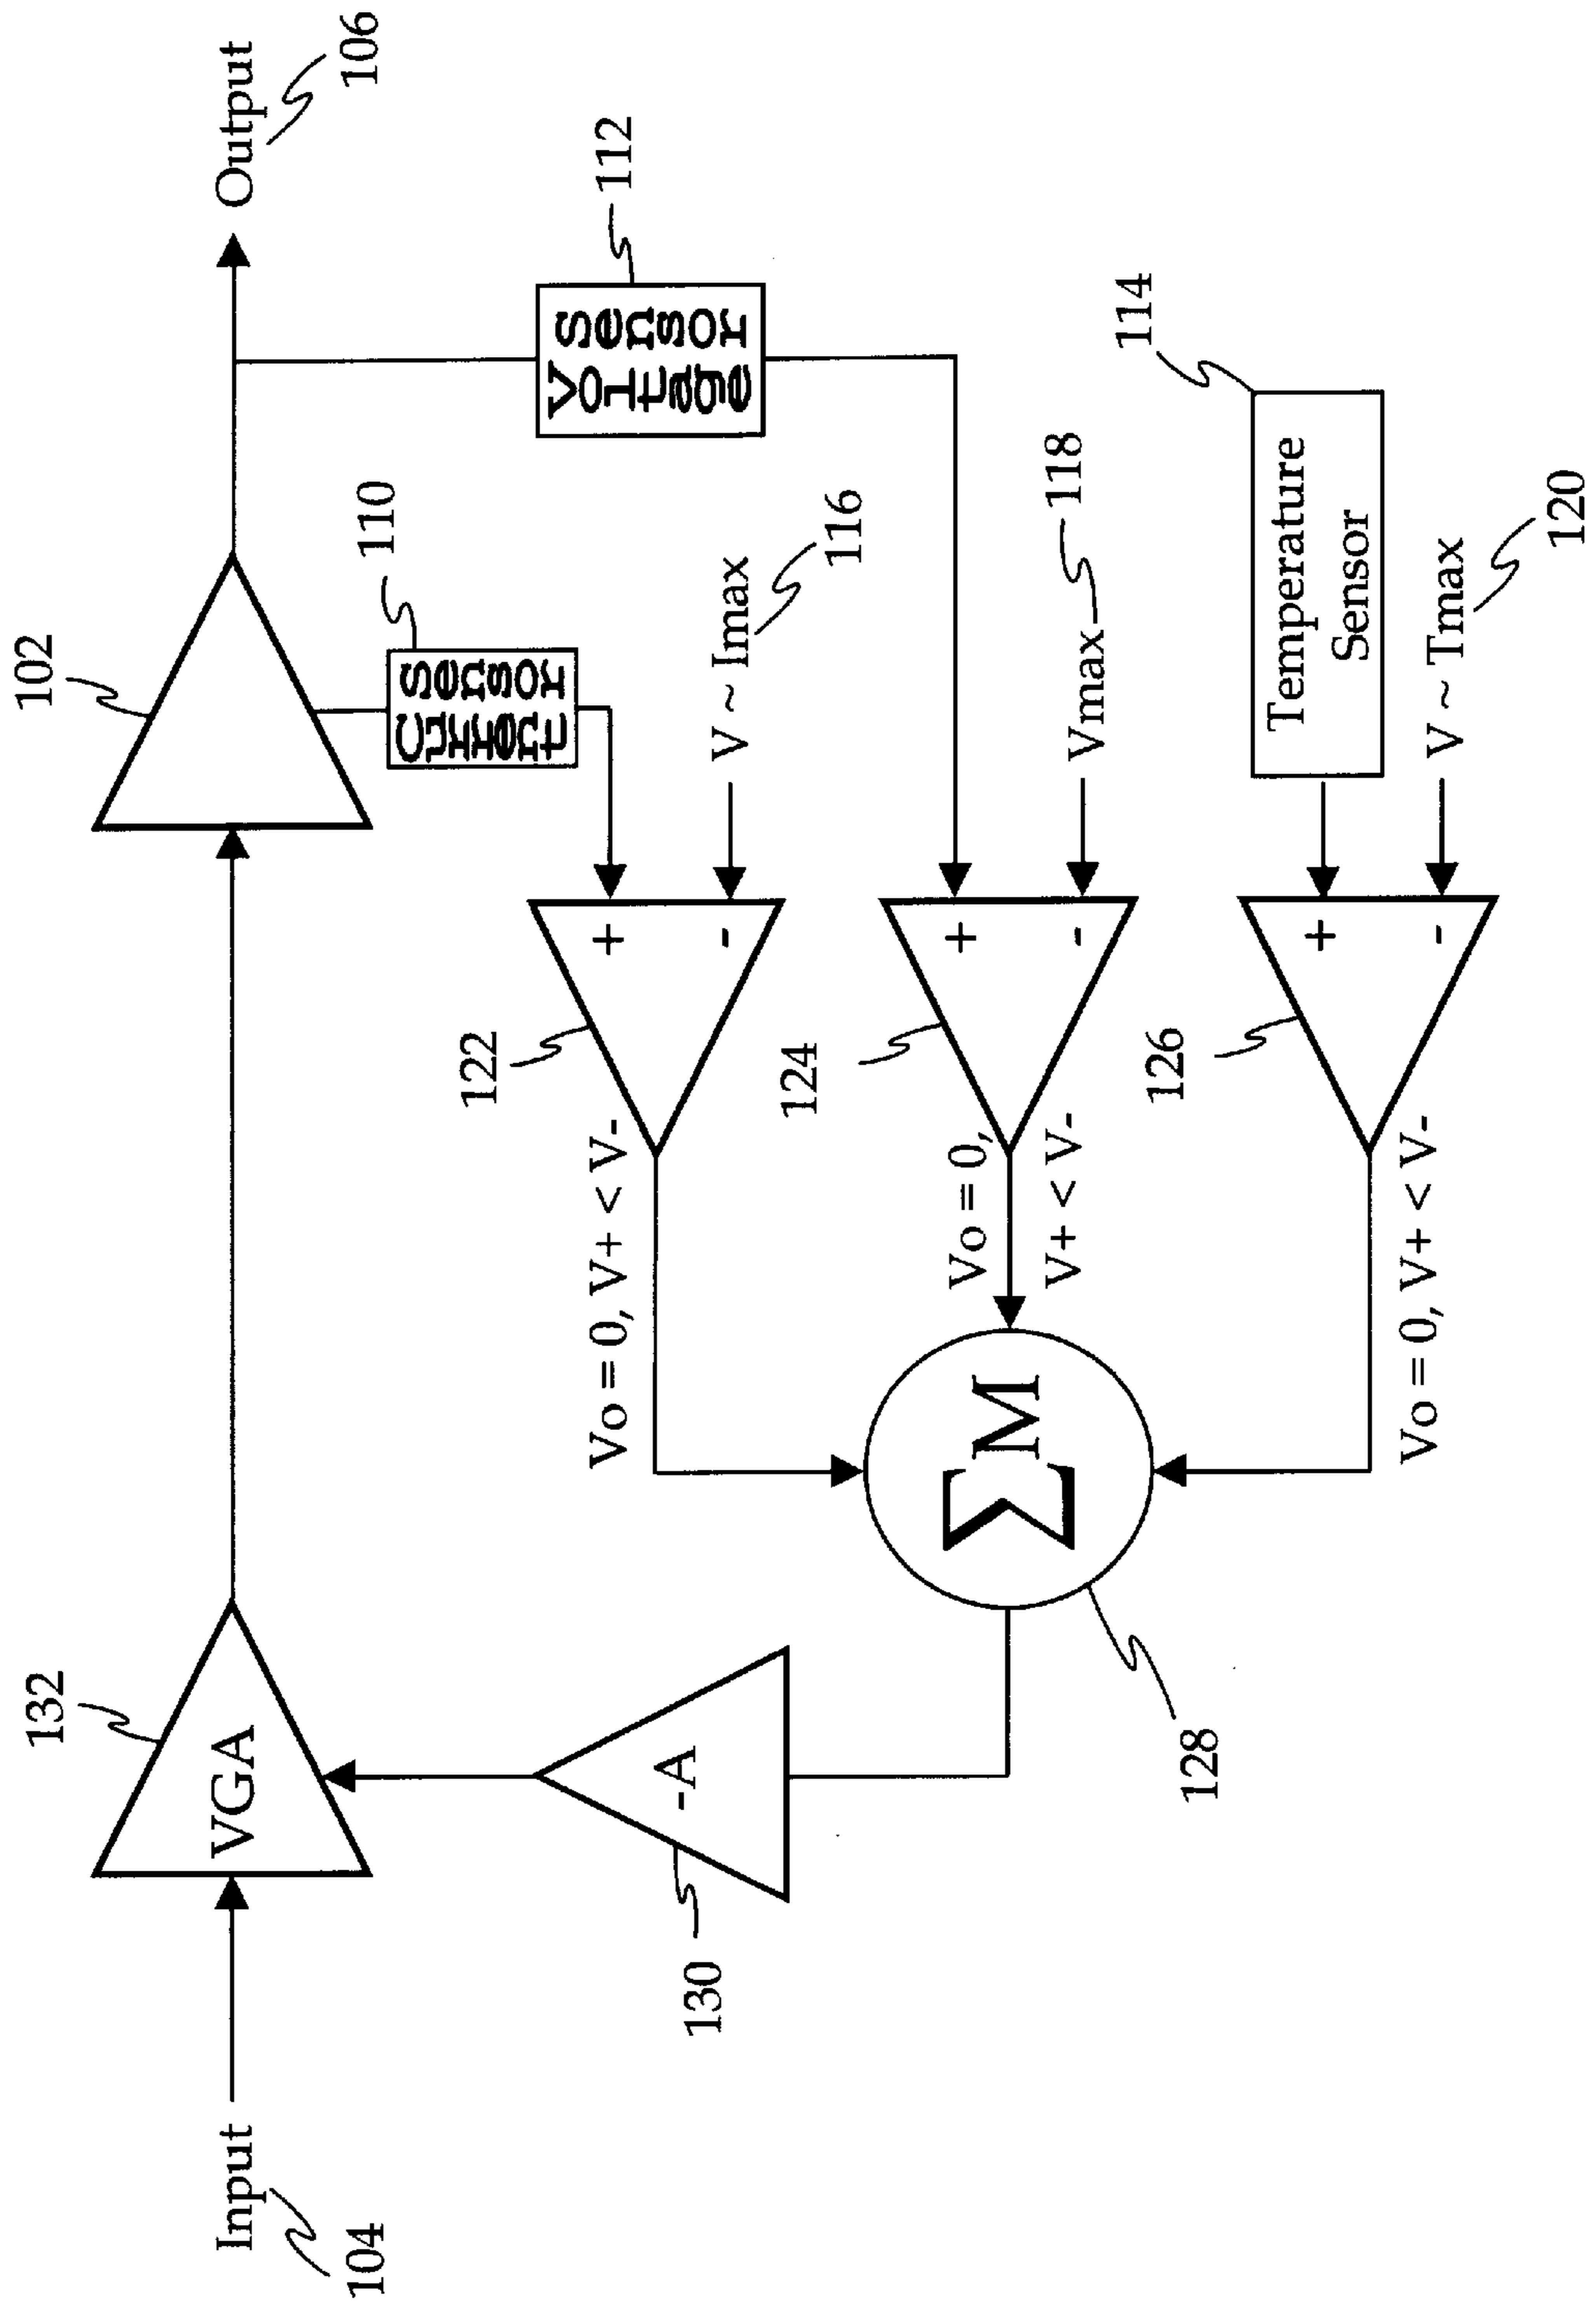 132
102
Output
106
VGA
Input
104
110
Current
Sensor
112
Voltage
Sensor
-A
130
122
+
-
V ~ Imax
116
Vo = 0, V+ < V-
124
+
-
Vmax
118
Vo = 0,
V+ < V-
ΣM
128
114
Temperature
Sensor
126
+
-
V ~ Tmax
120
Vo = 0, V+ < V-